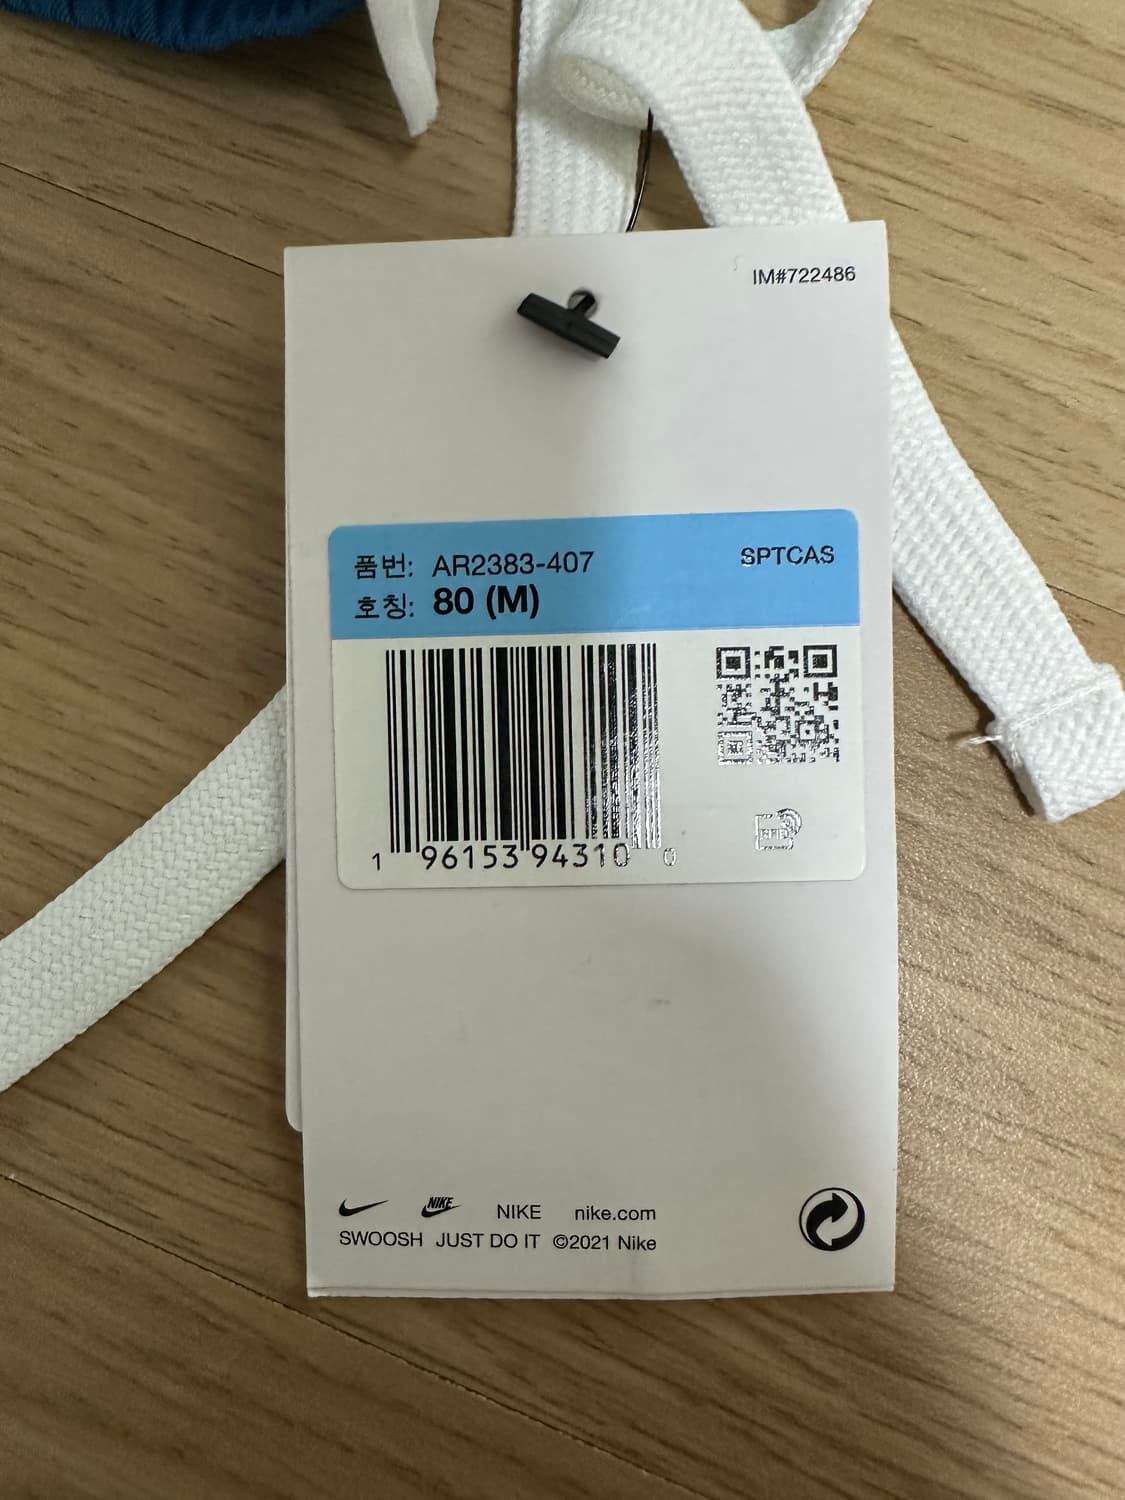 IM#722486
품번: AR2383-407 SPTCAS
호칭: 80 (M)
1 96153 94310 0
NIKE NIKE nike.com
SWOOSH JUST DO IT ©2021 Nike